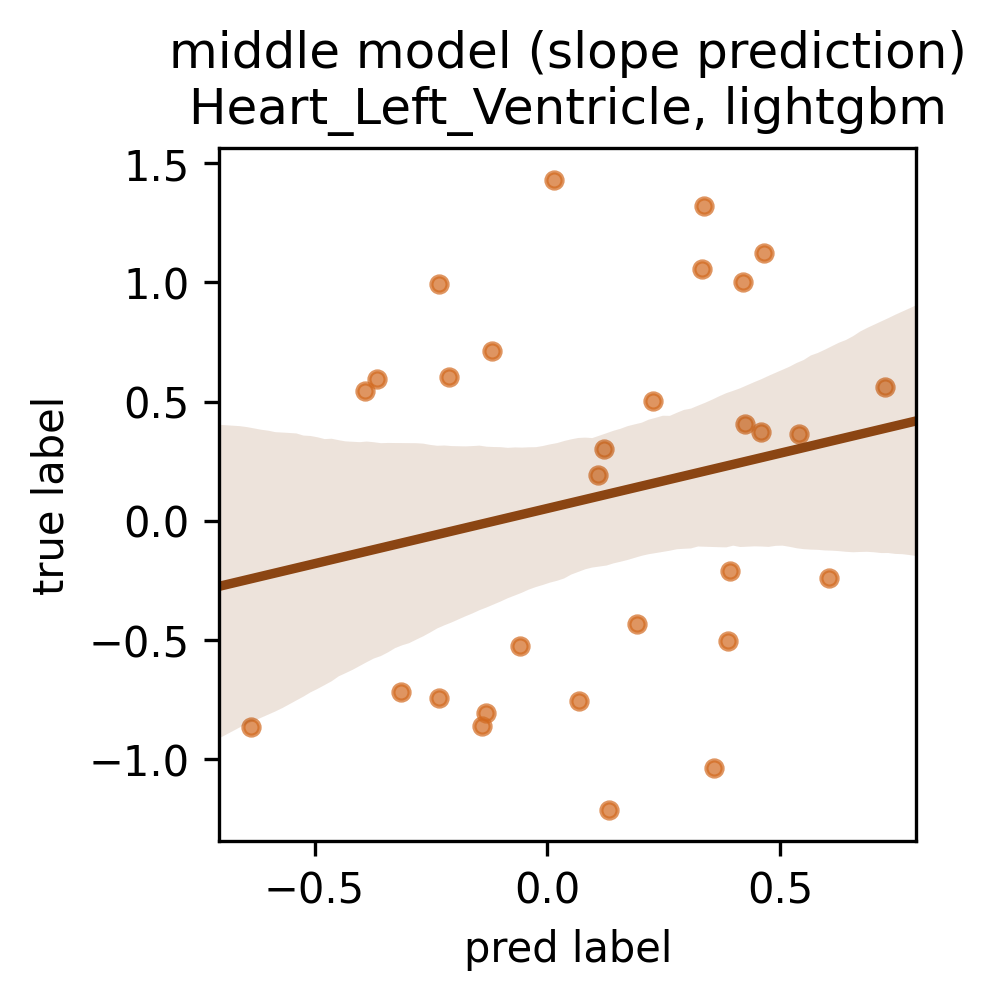 middle model (slope prediction)
Heart_Left_Ventricle, lightgbm
1.5
1.0
0.5
0.0
−0.5
−1.0
true label
−0.5 0.0 0.5
pred label